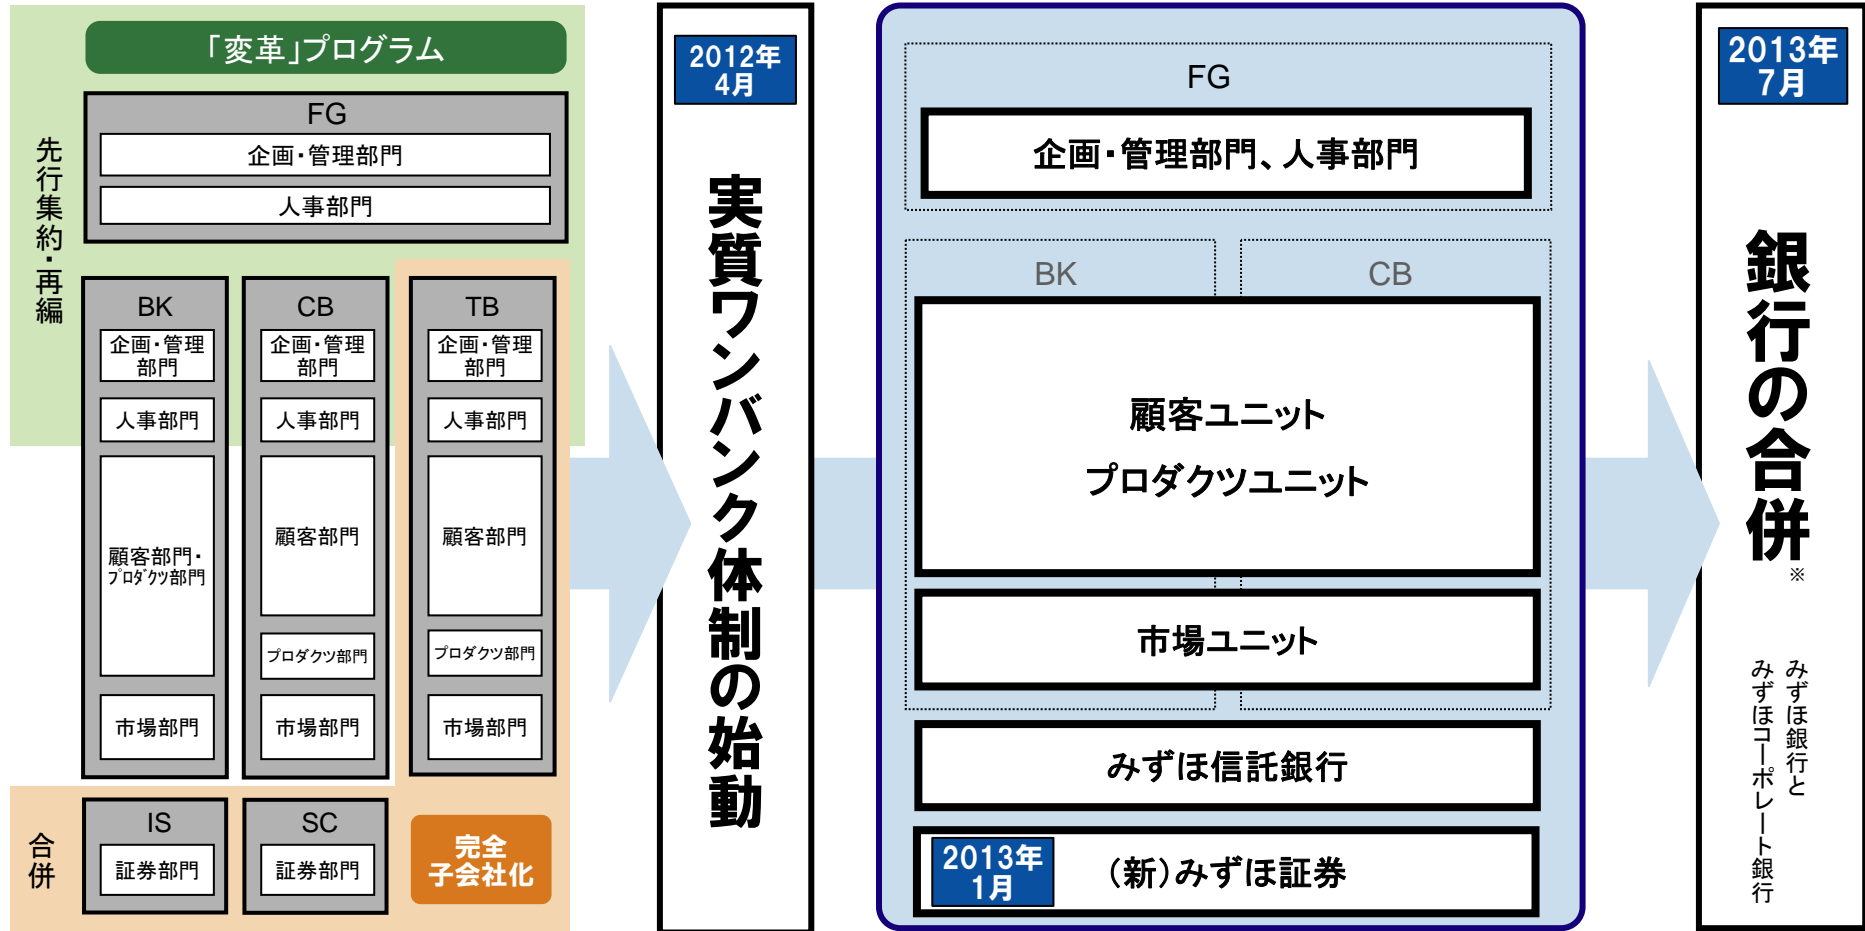 「変革」プログラム
先行集約・再編
FG
企画・管理部門
人事部門
BK
企画・管理
部門
人事部門
顧客部門・
プロダクツ部門
市場部門
CB
企画・管理
部門
人事部門
顧客部門
プロダクツ部門
市場部門
TB
企画・管理
部門
人事部門
顧客部門
プロダクツ部門
市場部門
合併
IS
証券部門
SC
証券部門
完全
子会社化
2012年
4月
実質ワンバンク体制の始動
FG
企画・管理部門、人事部門
BK
CB
顧客ユニット
プロダクツユニット
市場ユニット
みずほ信託銀行
2013年
1月
(新)みずほ証券
2013年
7月
銀行の合併※
みずほ銀行と
みずほコーポレート銀行